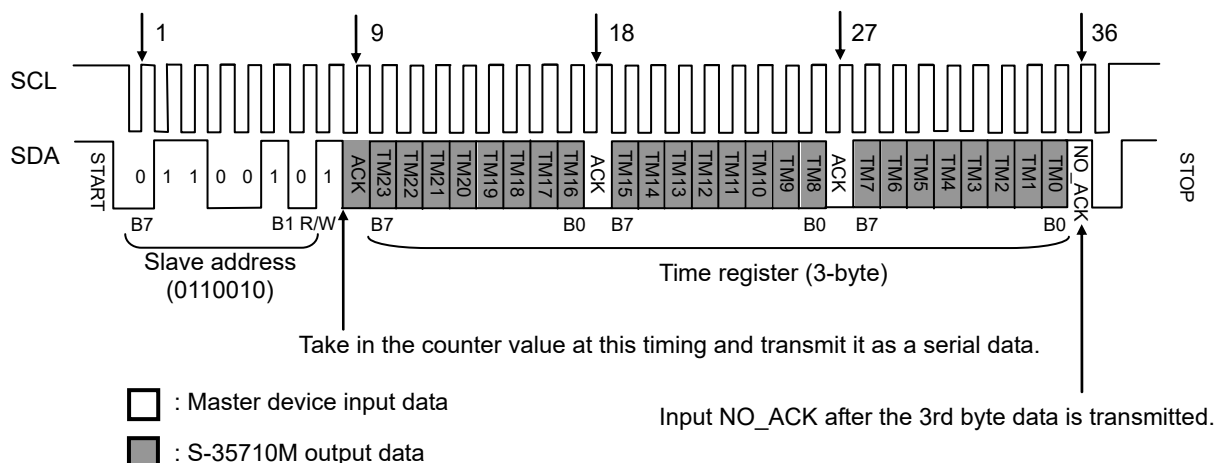 1 9 18 27 36
SCL
SDA
START 0 1 1 0 0 1 0 1 ACK TM23 TM22 TM21 TM20 TM19 TM18 TM17 TM16 ACK TM15 TM14 TM13 TM12 TM11 TM10 TM9 TM8 ACK TM7 TM6 TM5 TM4 TM3 TM2 TM1 TM0 NO_ACK STOP
B7 B1 R/W B7 B0 B7 B0 B7 B0
Slave address
(0110010)
Time register (3-byte)
Take in the counter value at this timing and transmit it as a serial data.
: Master device input data
Input NO_ACK after the 3rd byte data is transmitted.
: S-35710M output data